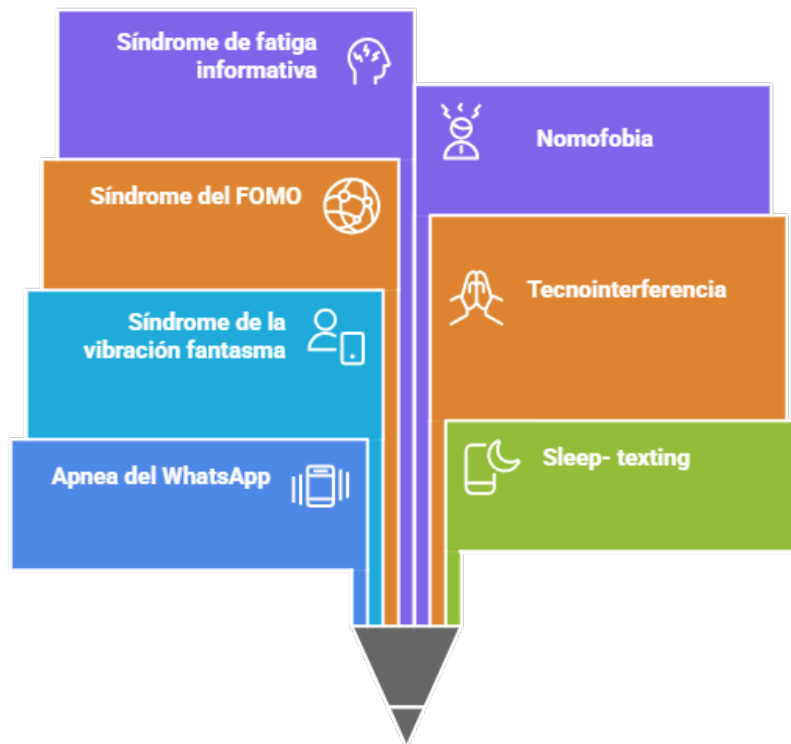 Síndrome de fatiga
informativa
Nomofobia
Síndrome del FOMO
Tecnointerferencia
Síndrome de la
vibración fantasma
Apnea del WhatsApp
Sleep- texting